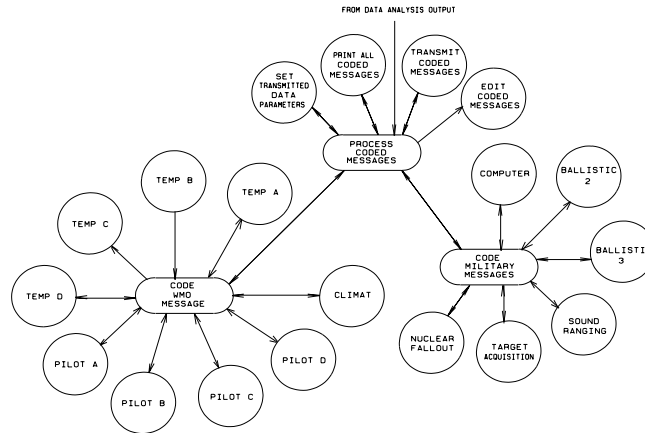 FROM DATA ANALYSIS OUTPUT
PRINT ALL
CODED
MESSAGES
TRANSMIT
CODED
MESSAGES
SET
TRANSMITTED
DATA
PARAMETERS
EDIT
CODED
MESSAGES
PROCESS
CODED
MESSAGES
TEMP B
TEMP A
COMPUTER
BALLISTIC
2
TEMP C
BALLISTIC
3
CODE
MILITARY
MESSAGES
TEMP D
CODE
WMO
MESSAGE
CLIMAT
SOUND
RANGING
NUCLEAR
FALLOUT
TARGET
ACQUISITION
PILOT A
PILOT D
PILOT B
PILOT C